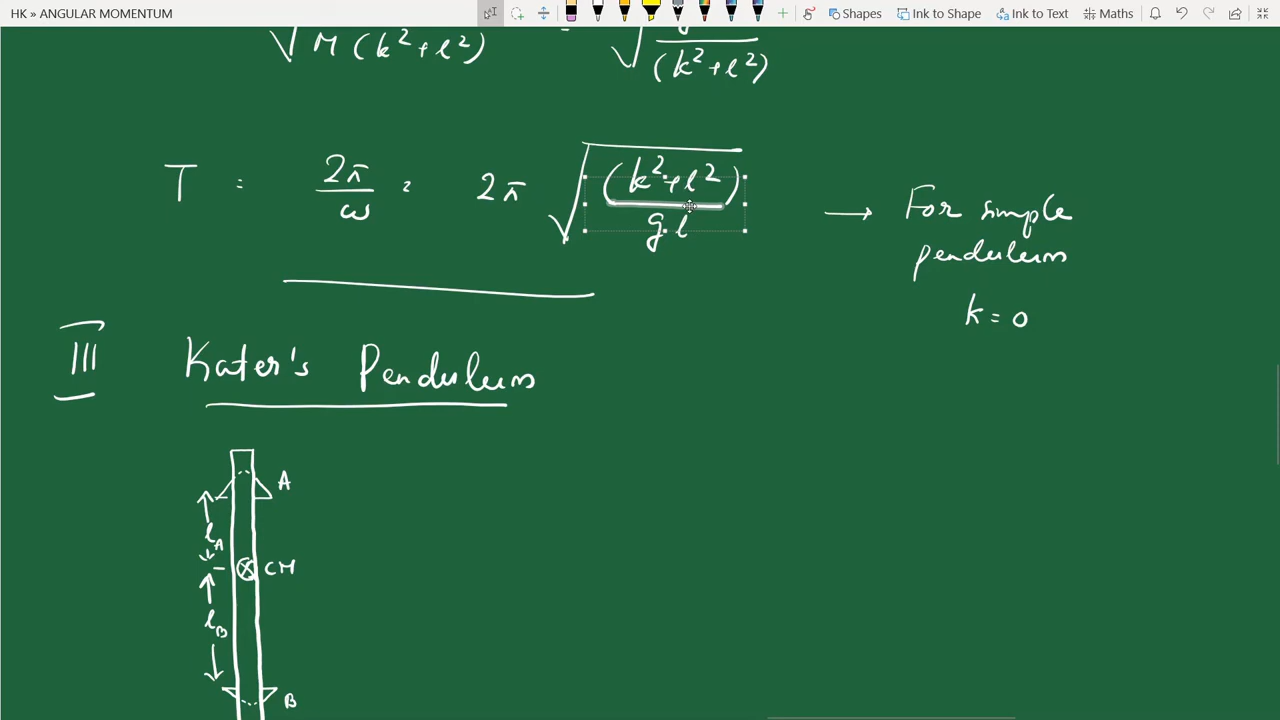 HK » ANGULAR MOMENTUM
Shapes Ink to Shape Ink to Text Maths
√M(k²+l²) = √ / (k²+l²)
T = 2π/ω = 2π √((k²+l²)/gl) → For simple
pendulum
k = 0
III Kater's Pendulum
A
l_A
CM
l_B
B